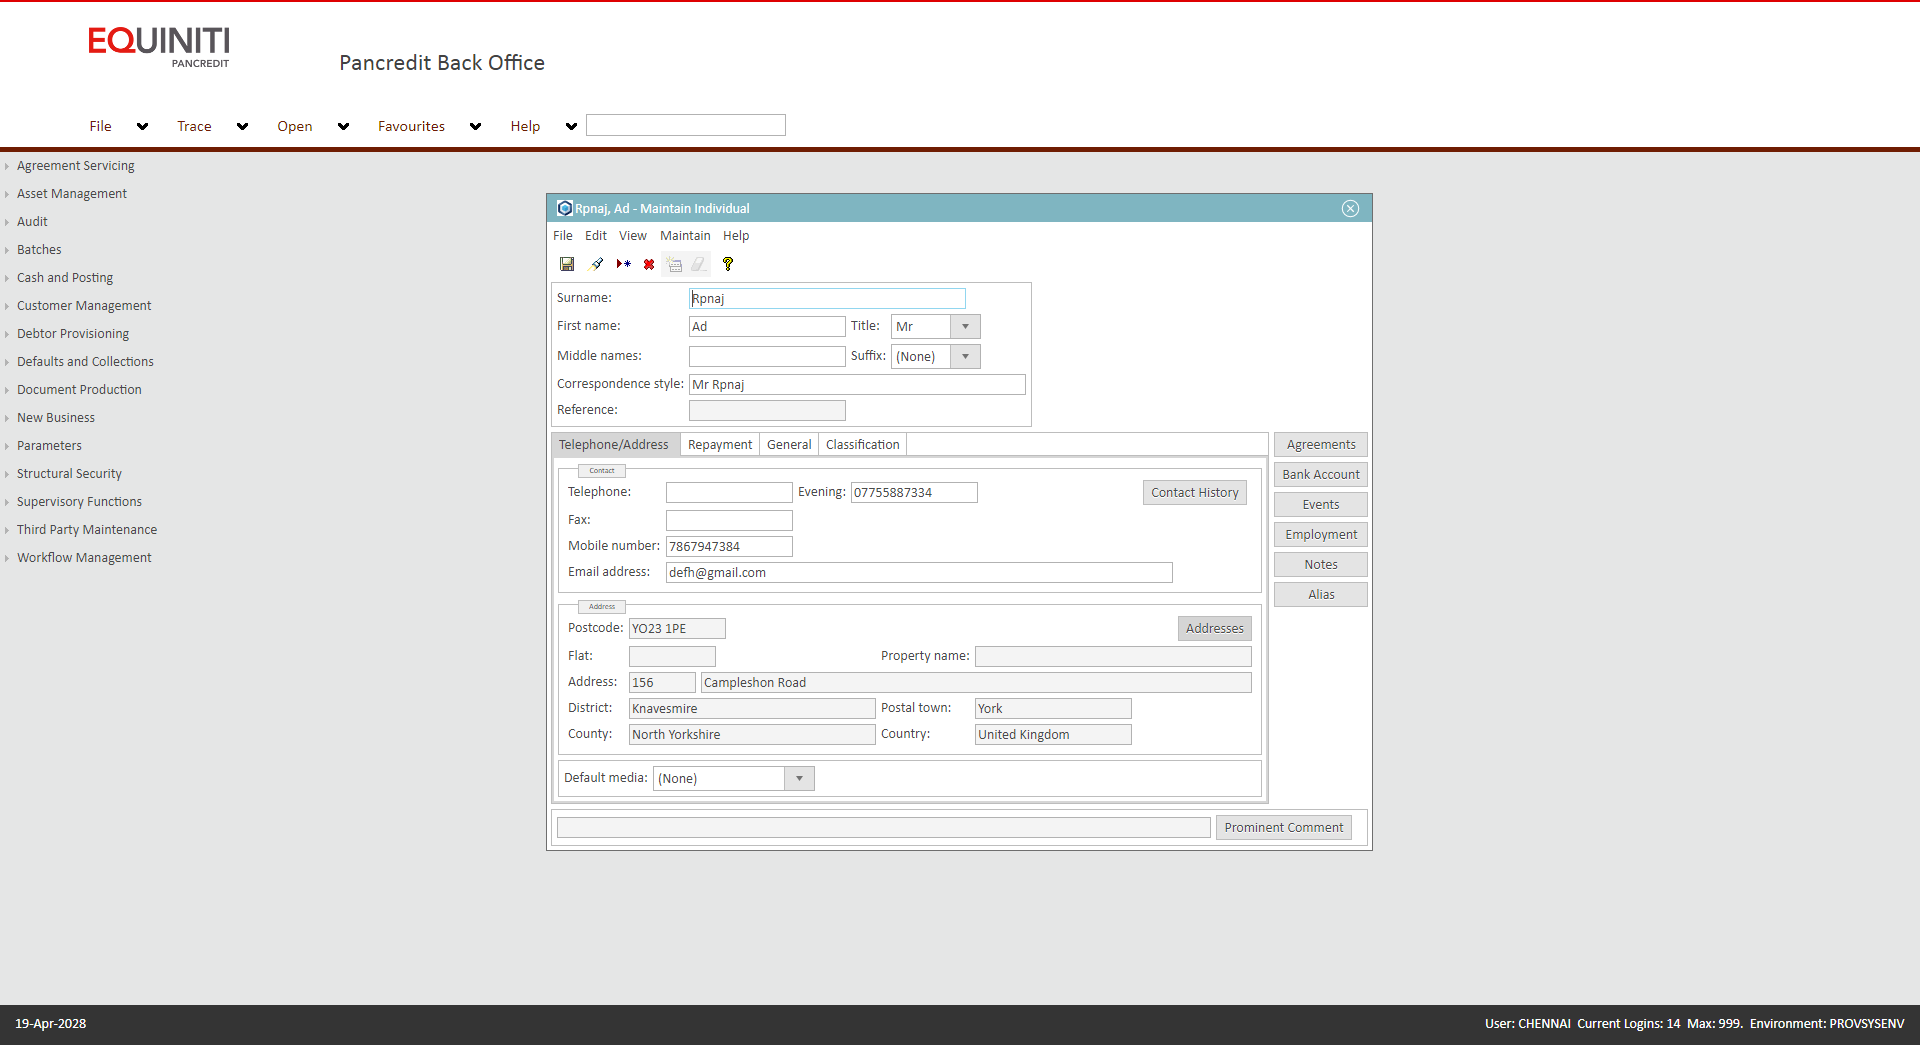 EQUINITI
PANCREDIT
Pancredit Back Office
File Trace Open Favourites Help
Agreement Servicing
Asset Management
Audit
Batches
Cash and Posting
Customer Management
Debtor Provisioning
Defaults and Collections
Document Production
New Business
Parameters
Structural Security
Supervisory Functions
Third Party Maintenance
Workflow Management
Rpnaj, Ad - Maintain Individual
File Edit View Maintain Help
Surname: Rpnaj
First name: Ad Title: Mr
Middle names: Suffix: (None)
Correspondence style: Mr Rpnaj
Reference:
Telephone/Address Repayment General Classification
Contact
Telephone: Evening: 07755887334 Contact History
Fax:
Mobile number: 7867947384
Email address: defh@gmail.com
Address
Postcode: YO23 1PE Addresses
Flat: Property name:
Address: 156 Campleshon Road
District: Knavesmire Postal town: York
County: North Yorkshire Country: United Kingdom
Default media: (None)
Agreements
Bank Account
Events
Employment
Notes
Alias
Prominent Comment
19-Apr-2028
User: CHENNAI Current Logins: 14 Max: 999. Environment: PROVSYSENV